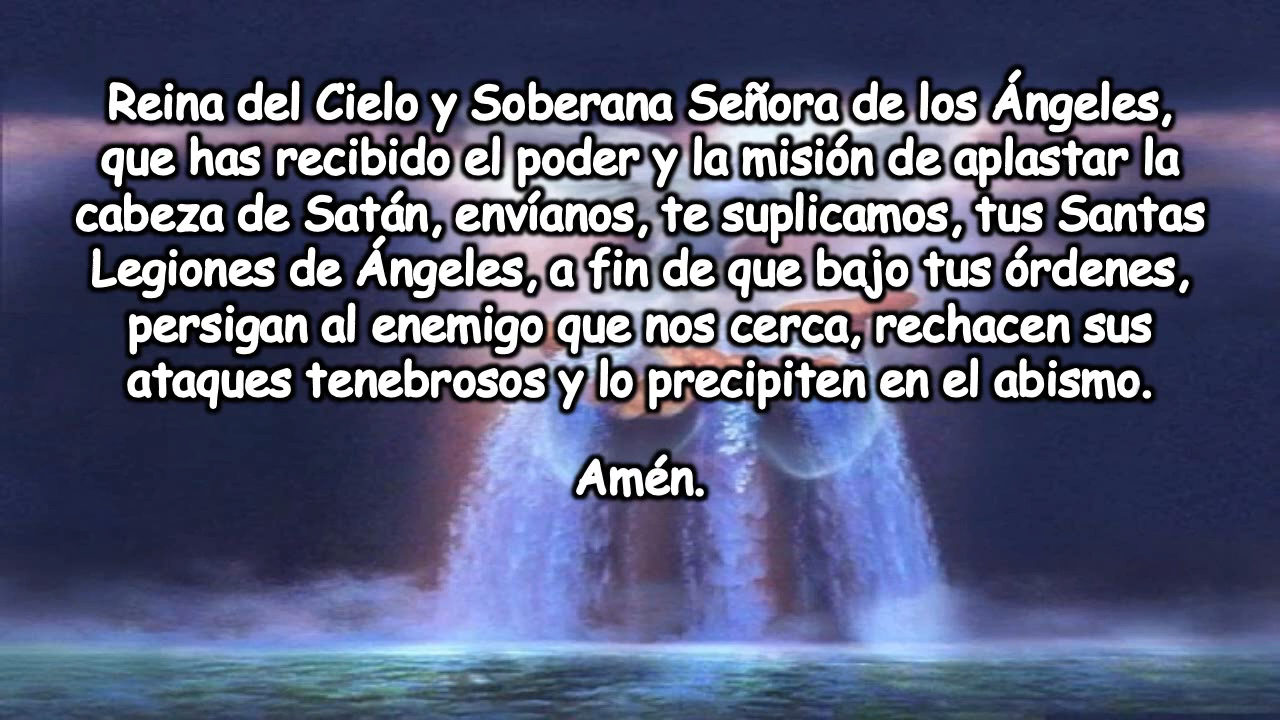 Reina del Cielo y Soberana Señora de los Ángeles,
que has recibido el poder y la misión de aplastar la
cabeza de Satán, envíanos, te suplicamos, tus Santas
Legiones de Ángeles, a fin de que bajo tus órdenes,
persigan al enemigo que nos cerca, rechacen sus
ataques tenebrosos y lo precipiten en el abismo.
Amén.